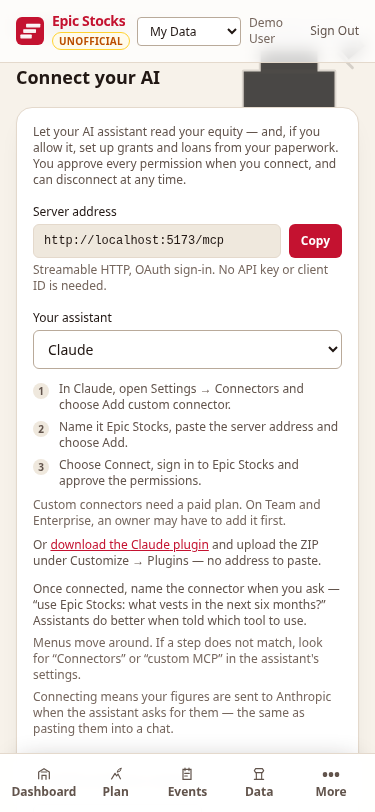 Epic Stocks
UNOFFICIAL
My Data
Demo
User
Sign Out
Connect your AI
Let your AI assistant read your equity — and, if you
allow it, set up grants and loans from your paperwork.
You approve every permission when you connect, and
can disconnect at any time.
Server address
http://localhost:5173/mcp
Copy
Streamable HTTP, OAuth sign-in. No API key or client
ID is needed.
Your assistant
Claude
1 In Claude, open Settings → Connectors and
choose Add custom connector.
2 Name it Epic Stocks, paste the server address and
choose Add.
3 Choose Connect, sign in to Epic Stocks and
approve the permissions.
Custom connectors need a paid plan. On Team and
Enterprise, an owner may have to add it first.
Or download the Claude plugin and upload the ZIP
under Customize → Plugins — no address to paste.
Once connected, name the connector when you ask —
“use Epic Stocks: what vests in the next six months?”
Assistants do better when told which tool to use.
Menus move around. If a step does not match, look
for “Connectors” or “custom MCP” in the assistant's
settings.
Connecting means your figures are sent to Anthropic
when the assistant asks for them — the same as
pasting them into a chat.
Dashboard
Plan
Events
Data
More